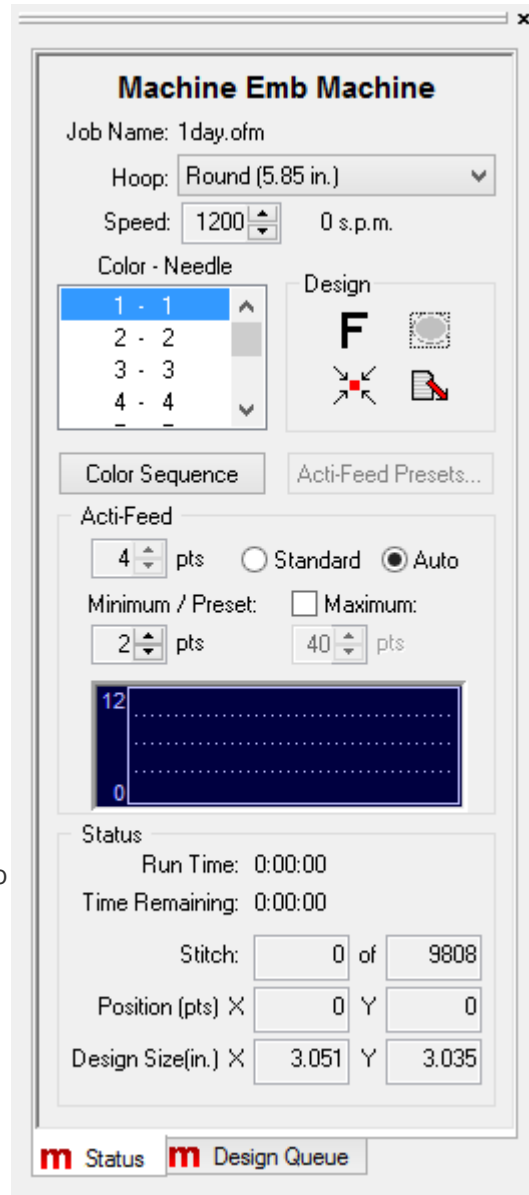 x
Machine Emb Machine
Job Name: 1day.ofm
Hoop: Round (5.85 in.)
Speed: 1200 0 s.p.m.
Color - Needle
Design
1 - 1
2 - 2
3 - 3
4 - 4
F
Color Sequence Acti-Feed Presets...
Acti-Feed
4 pts Standard Auto
Minimum / Preset: Maximum:
2 pts 40 pts
12
0
Status
Run Time: 0:00:00
Time Remaining: 0:00:00
Stitch: 0 of 9808
Position (pts) X 0 Y 0
Design Size(in.) X 3.051 Y 3.035
m Status m Design Queue